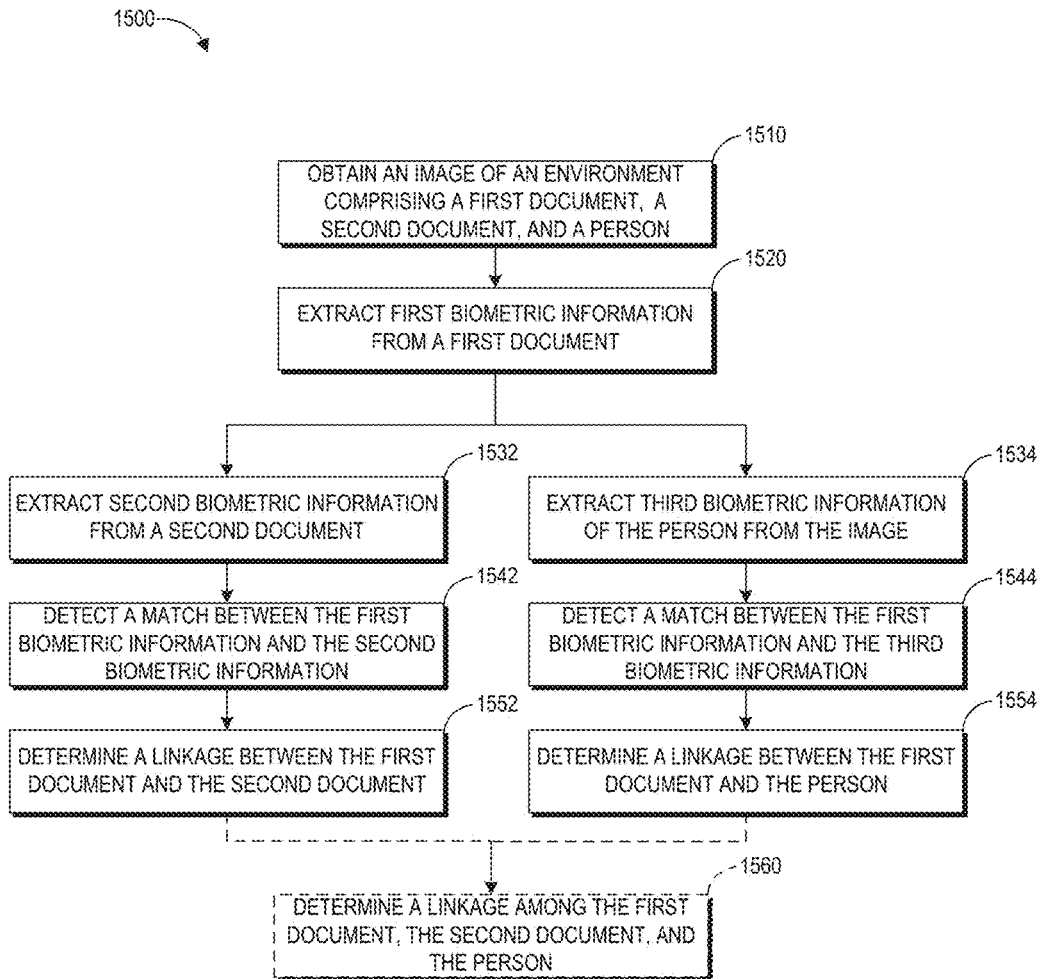 1500
1510
OBTAIN AN IMAGE OF AN ENVIRONMENT
COMPRISING A FIRST DOCUMENT, A
SECOND DOCUMENT, AND A PERSON
1520
EXTRACT FIRST BIOMETRIC INFORMATION
FROM A FIRST DOCUMENT
1532
EXTRACT SECOND BIOMETRIC INFORMATION
FROM A SECOND DOCUMENT
1534
EXTRACT THIRD BIOMETRIC INFORMATION
OF THE PERSON FROM THE IMAGE
1542
DETECT A MATCH BETWEEN THE FIRST
BIOMETRIC INFORMATION AND THE SECOND
BIOMETRIC INFORMATION
1544
DETECT A MATCH BETWEEN THE FIRST
BIOMETRIC INFORMATION AND THE THIRD
BIOMETRIC INFORMATION
1552
DETERMINE A LINKAGE BETWEEN THE FIRST
DOCUMENT AND THE SECOND DOCUMENT
1554
DETERMINE A LINKAGE BETWEEN THE FIRST
DOCUMENT AND THE PERSON
1560
DETERMINE A LINKAGE AMONG THE FIRST
DOCUMENT, THE SECOND DOCUMENT, AND
THE PERSON